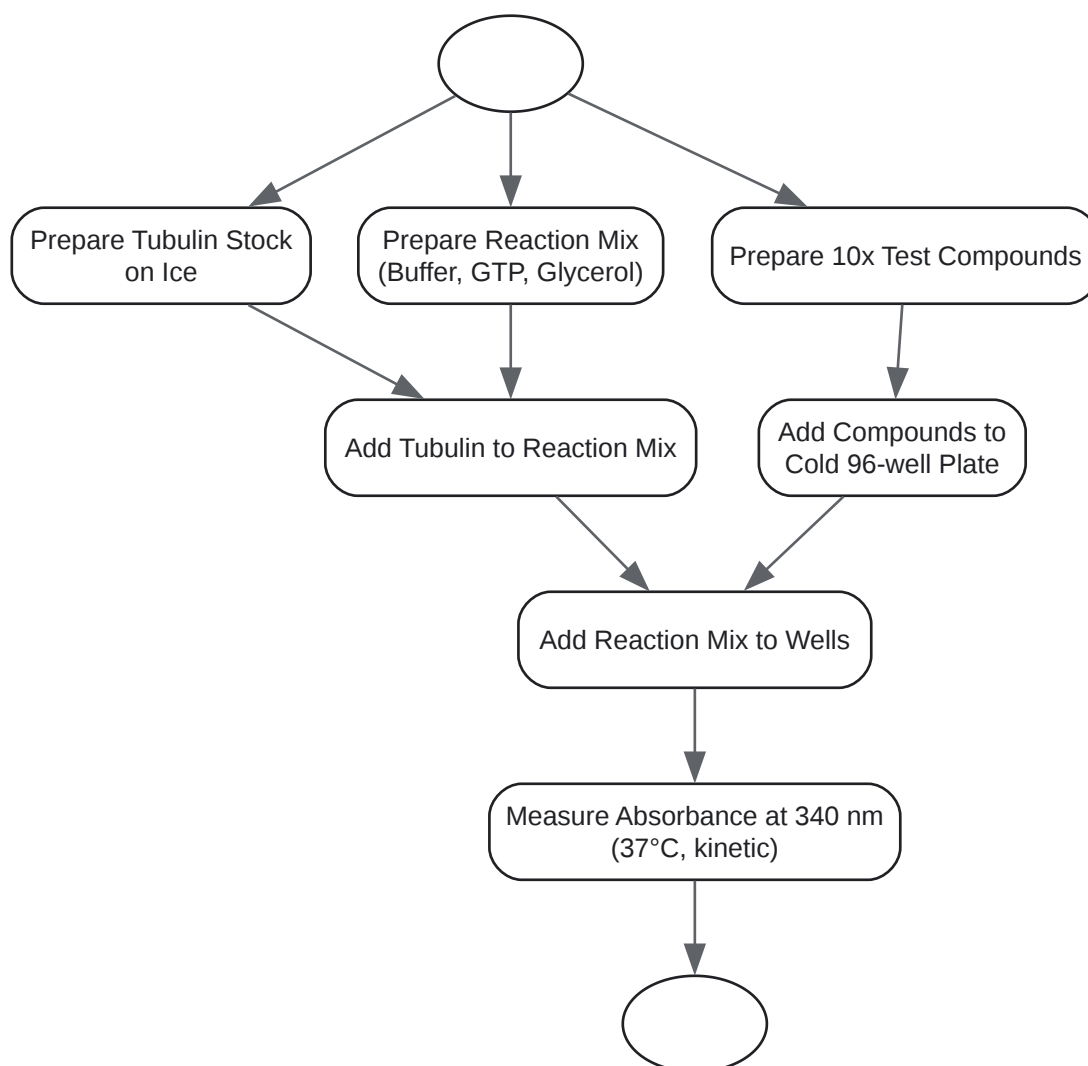 Prepare Tubulin Stock
on Ice
Prepare Reaction Mix
(Buffer, GTP, Glycerol)
Prepare 10x Test Compounds
Add Tubulin to Reaction Mix
Add Compounds to
Cold 96-well Plate
Add Reaction Mix to Wells
Measure Absorbance at 340 nm
(37°C, kinetic)